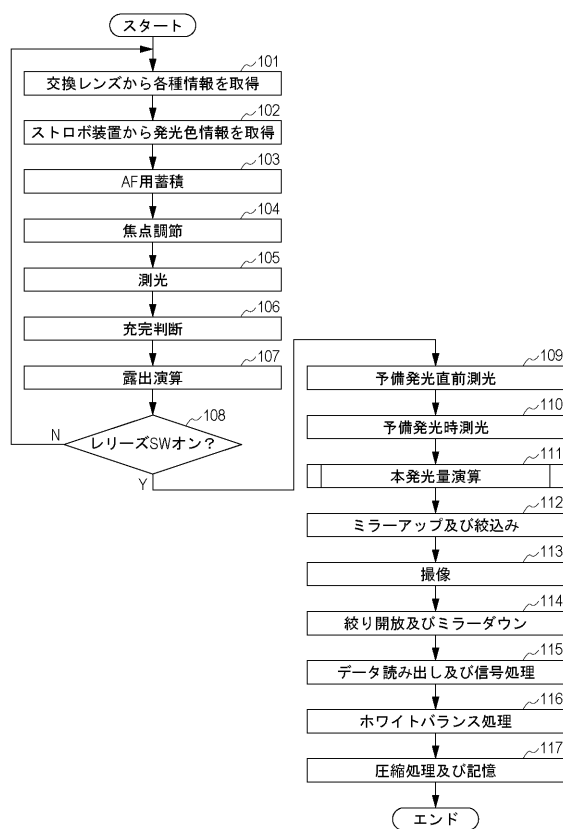 スタート
101
交換レンズから各種情報を取得
102
ストロボ装置から発光色情報を取得
103
AF用蓄積
104
焦点調節
105
測光
106
充完判断
107
露出演算
108
レリーズSWオン？
N
Y
109
予備発光直前測光
110
予備発光時測光
111
本発光量演算
112
ミラーアップ及び絞込み
113
撮像
114
絞り開放及びミラーダウン
115
データ読み出し及び信号処理
116
ホワイトバランス処理
117
圧縮処理及び記憶
エンド